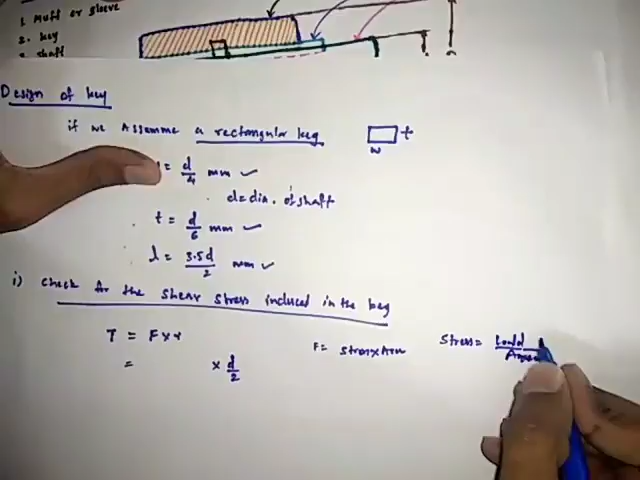 1. Muff or sleeve
2. key
3. shaft
Design of key
if we Assamme a rectangular key
t
w
= d/4 mm ✓
d= dia. of shaft
t = d/6 mm ✓
l = 3.5d/2 mm ✓
i) check for the shear stress induced in the key
T = F×r
F= stress×Area
Stress= Load/Area
= × d/2